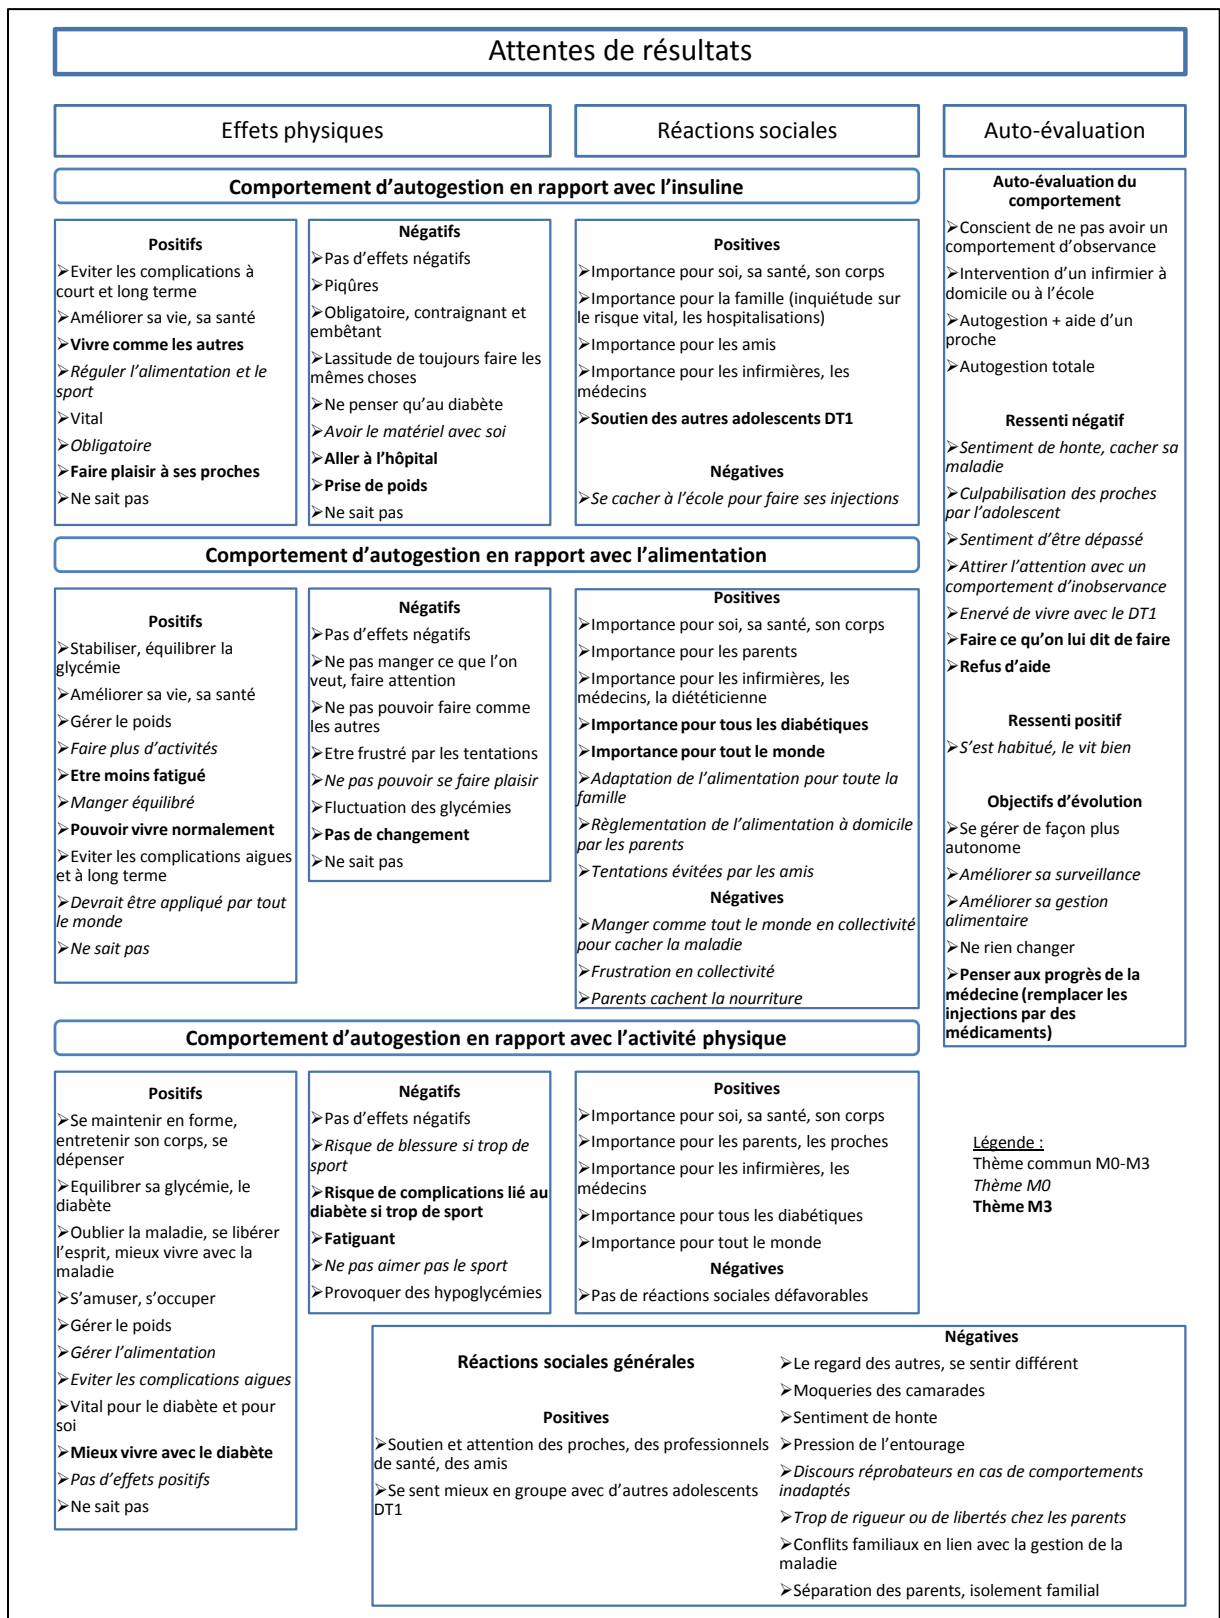 Attentes de résultats
Effets physiques
Réactions sociales
Auto-évaluation
Comportement d’autogestion en rapport avec l’insuline
Positifs
➢Eviter les complications à
court et long terme
➢Améliorer sa vie, sa santé
➢Vivre comme les autres
➢Réguler l’alimentation et le
sport
➢Vital
➢Obligatoire
➢Faire plaisir à ses proches
➢Ne sait pas
Négatifs
➢Pas d’effets négatifs
➢Piqûres
➢Obligatoire, contraignant et
embêtant
➢Lassitude de toujours faire les
mêmes choses
➢Ne penser qu’au diabète
➢Avoir le matériel avec soi
➢Aller à l’hôpital
➢Prise de poids
➢Ne sait pas
Positives
➢Importance pour soi, sa santé, son corps
➢Importance pour la famille (inquiétude sur
le risque vital, les hospitalisations)
➢Importance pour les amis
➢Importance pour les infirmières, les
médecins
➢Soutien des autres adolescents DT1
Négatives
➢Se cacher à l’école pour faire ses injections
Auto-évaluation du
comportement
➢Conscient de ne pas avoir un
comportement d’observance
➢Intervention d’un infirmier à
domicile ou à l’école
➢Autogestion + aide d’un
proche
➢Autogestion totale
Ressenti négatif
➢Sentiment de honte, cacher sa
maladie
➢Culpabilisation des proches
par l’adolescent
➢Sentiment d’être dépassé
➢Attirer l’attention avec un
comportement d’inobservance
➢Enervé de vivre avec le DT1
➢Faire ce qu’on lui dit de faire
➢Refus d’aide
Ressenti positif
➢S’est habitué, le vit bien
Objectifs d’évolution
➢Se gérer de façon plus
autonome
➢Améliorer sa surveillance
➢Améliorer sa gestion
alimentaire
➢Ne rien changer
➢Penser aux progrès de la
médecine (remplacer les
injections par des
médicaments)
Comportement d’autogestion en rapport avec l’alimentation
Positifs
➢Stabiliser, équilibrer la
glycémie
➢Améliorer sa vie, sa santé
➢Gérer le poids
➢Faire plus d’activités
➢Etre moins fatigué
➢Manger équilibré
➢Pouvoir vivre normalement
➢Eviter les complications aigues
et à long terme
➢Devrait être appliqué par tout
le monde
➢Ne sait pas
Négatifs
➢Pas d’effets négatifs
➢Ne pas manger ce que l’on
veut, faire attention
➢Ne pas pouvoir faire comme
les autres
➢Etre frustré par les tentations
➢Ne pas pouvoir se faire plaisir
➢Fluctuation des glycémies
➢Pas de changement
➢Ne sait pas
Positives
➢Importance pour soi, sa santé, son corps
➢Importance pour les parents
➢Importance pour les infirmières, les
médecins, la diététicienne
➢Importance pour tous les diabétiques
➢Importance pour tout le monde
➢Adaptation de l’alimentation pour toute la
famille
➢Règlementation de l’alimentation à domicile
par les parents
➢Tentations évitées par les amis
Négatives
➢Manger comme tout le monde en collectivité
pour cacher la maladie
➢Frustration en collectivité
➢Parents cachent la nourriture
Comportement d’autogestion en rapport avec l’activité physique
Positifs
➢Se maintenir en forme,
entretenir son corps, se
dépenser
➢Equilibrer sa glycémie, le
diabète
➢Oublier la maladie, se libérer
l’esprit, mieux vivre avec la
maladie
➢S’amuser, s’occuper
➢Gérer le poids
➢Gérer l’alimentation
➢Eviter les complications aigues
➢Vital pour le diabète et pour
soi
➢Mieux vivre avec le diabète
➢Pas d’effets positifs
➢Ne sait pas
Négatifs
➢Pas d’effets négatifs
➢Risque de blessure si trop de
sport
➢Risque de complications lié au
diabète si trop de sport
➢Fatiguant
➢Ne pas aimer pas le sport
➢Provoquer des hypoglycémies
Positives
➢Importance pour soi, sa santé, son corps
➢Importance pour les parents, les proches
➢Importance pour les infirmières, les
médecins
➢Importance pour tous les diabétiques
➢Importance pour tout le monde
Négatives
➢Pas de réactions sociales défavorables
Légende :
Thème commun M0-M3
Thème M0
Thème M3
Réactions sociales générales
Positives
➢Soutien et attention des proches, des professionnels
de santé, des amis
➢Se sent mieux en groupe avec d’autres adolescents
DT1
Négatives
➢Le regard des autres, se sentir différent
➢Moqueries des camarades
➢Sentiment de honte
➢Pression de l’entourage
➢Discours réprobateurs en cas de comportements
inadaptés
➢Trop de rigueur ou de libertés chez les parents
➢Conflits familiaux en lien avec la gestion de la
maladie
➢Séparation des parents, isolement familial